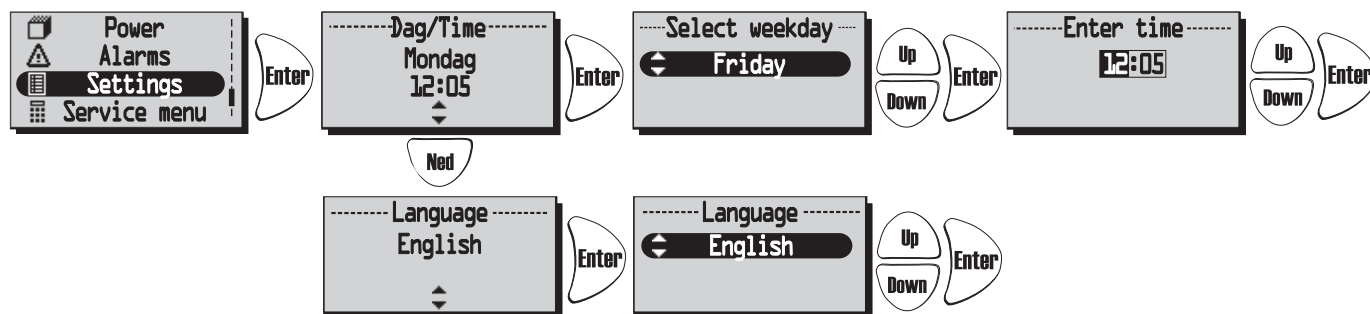 Power
Alarms
Settings
Service menu
Enter
Dag/Time
Mondag
12:05
Enter
Select weekday
Friday
Up
Down
Enter
Enter time
12:05
Up
Down
Enter
Ned
Language
English
Enter
Language
English
Up
Down
Enter